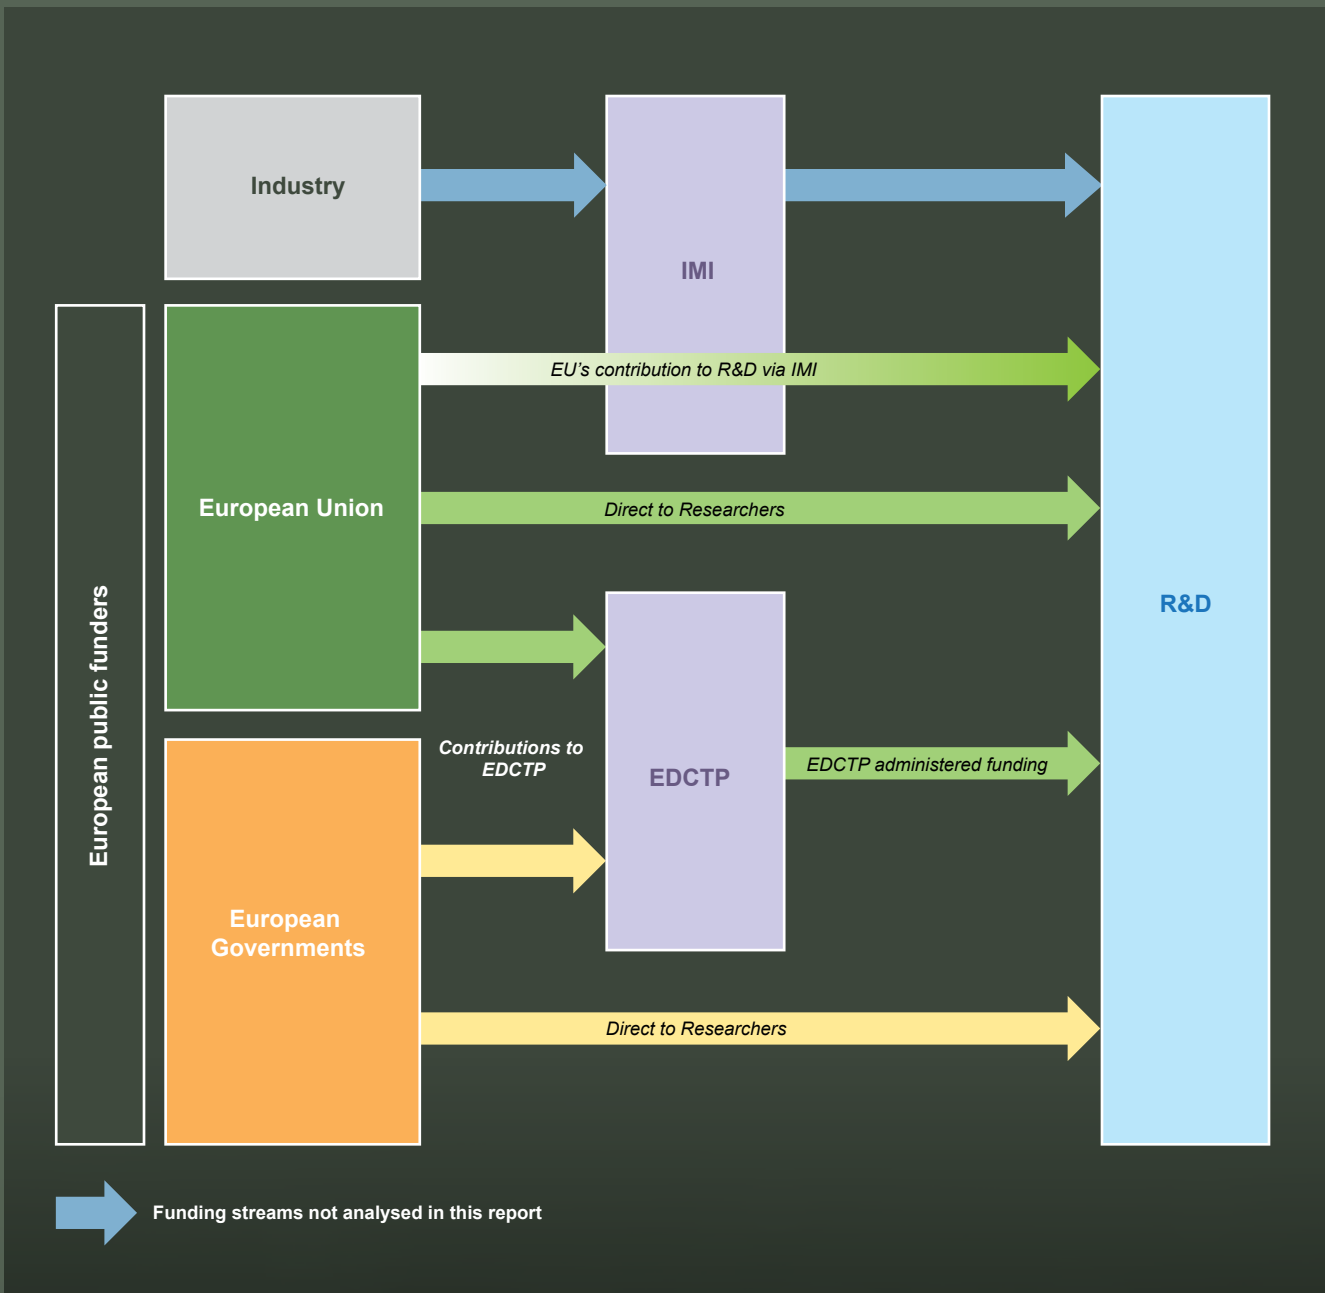 Industry
IMI
EU's contribution to R&D via IMI
European Union
Direct to Researchers
R&D
European public funders
Contributions to
EDCTP
EDCTP
EDCTP administered funding
European
Governments
Direct to Researchers
Funding streams not analysed in this report